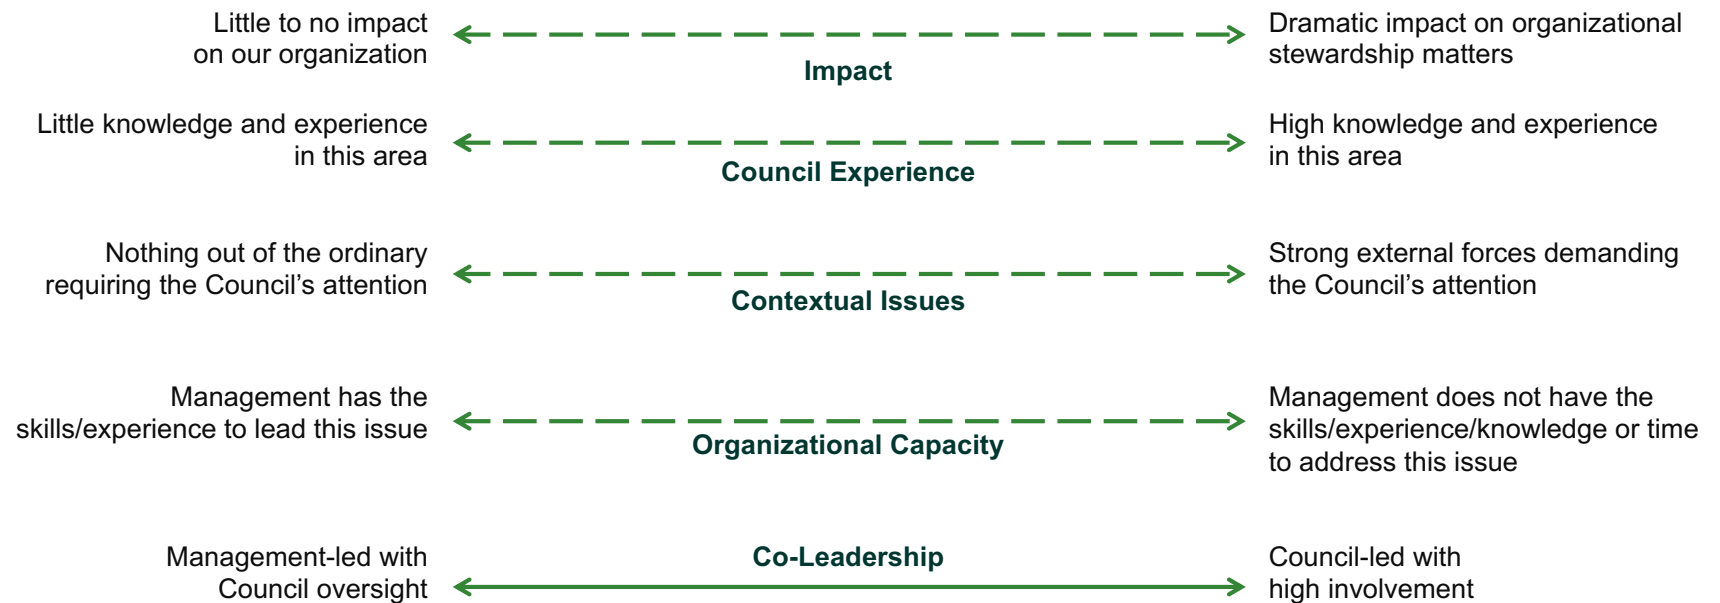 Little to no impact
on our organization
Impact
Dramatic impact on organizational
stewardship matters
Little knowledge and experience
in this area
Council Experience
High knowledge and experience
in this area
Nothing out of the ordinary
requiring the Council’s attention
Contextual Issues
Strong external forces demanding
the Council’s attention
Management has the
skills/experience to lead this issue
Organizational Capacity
Management does not have the
skills/experience/knowledge or time
to address this issue
Management-led with
Council oversight
Co-Leadership
Council-led with
high involvement